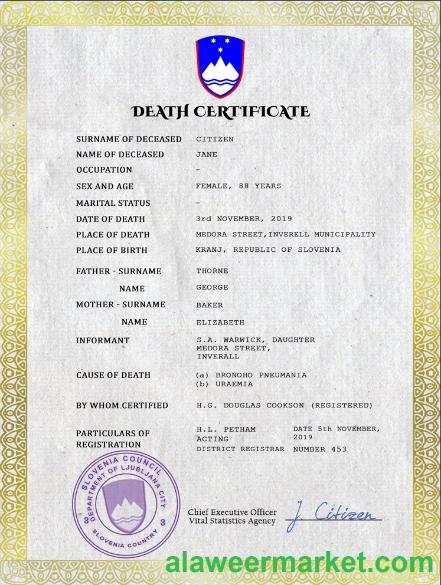 DEATH CERTIFICATE
SURNAME OF DECEASED CITIZEN
NAME OF DECEASED JANE
OCCUPATION –
SEX AND AGE FEMALE, 88 YEARS
MARITAL STATUS –
DATE OF DEATH 3rd NOVEMBER, 2019
PLACE OF DEATH MEDORA STREET,INVERELL MUNICIPALITY
PLACE OF BIRTH KRANJ, REPUBLIC OF SLOVENIA
FATHER - SURNAME THORNE
NAME GEORGE
MOTHER - SURNAME BAKER
NAME ELIZABETH
INFORMANT S.A. WARWICK, DAUGHTER
MEDORA STREET,
INVERALL
CAUSE OF DEATH (a) BRONOHO PNEUMANIA
(b) URAEMIA
BY WHOM CERTIFIED H.G. DOUGLAS COOKSON (REGISTERED)
PARTICULARS OF REGISTRATION H.L. PETHAM DATE 5th NOVEMBER,
ACTING 2019
DISTRICT REGISTRAR NUMBER 453
SLOVENIA COUNCIL
DEPARTMENT OF LJUBLJANA CITY
3 3
SLOVENIA COUNTRY
Chief Executive Officer
Vital Statistics Agency J. Citizen
alaweermarket.com